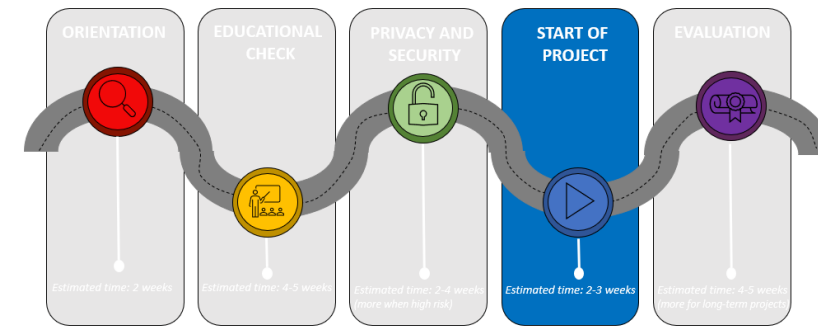 ORIENTATION
EDUCATIONAL
CHECK
PRIVACY AND
SECURITY
START OF
PROJECT
EVALUATION
Estimated time: 2 weeks
Estimated time: 4-5 weeks
Estimated time: 2-4 weeks
(more when high risk)
Estimated time: 2-3 weeks
Estimated time: 4-5 weeks
(more for long-term projects)